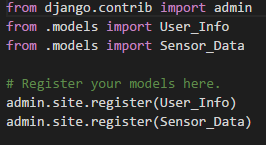 from django.contrib import admin
from .models import User_Info
from .models import Sensor_Data
# Register your models here.
admin.site.register(User_Info)
admin.site.register(Sensor_Data)